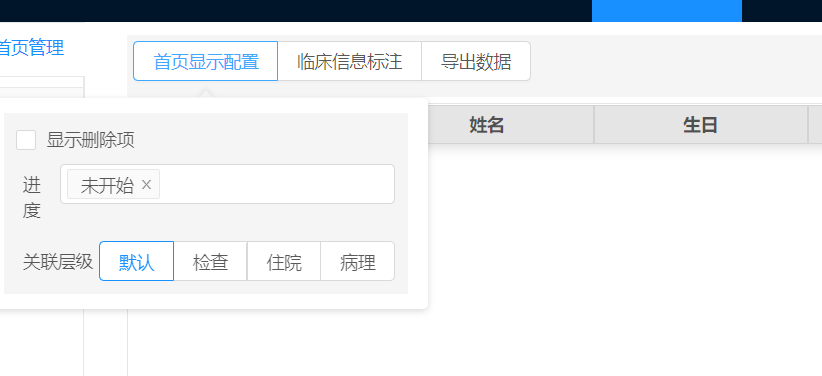 首页管理
首页显示配置 临床信息标注 导出数据
姓名 生日
显示删除项
进度 未开始
关联层级 默认 检查 住院 病理